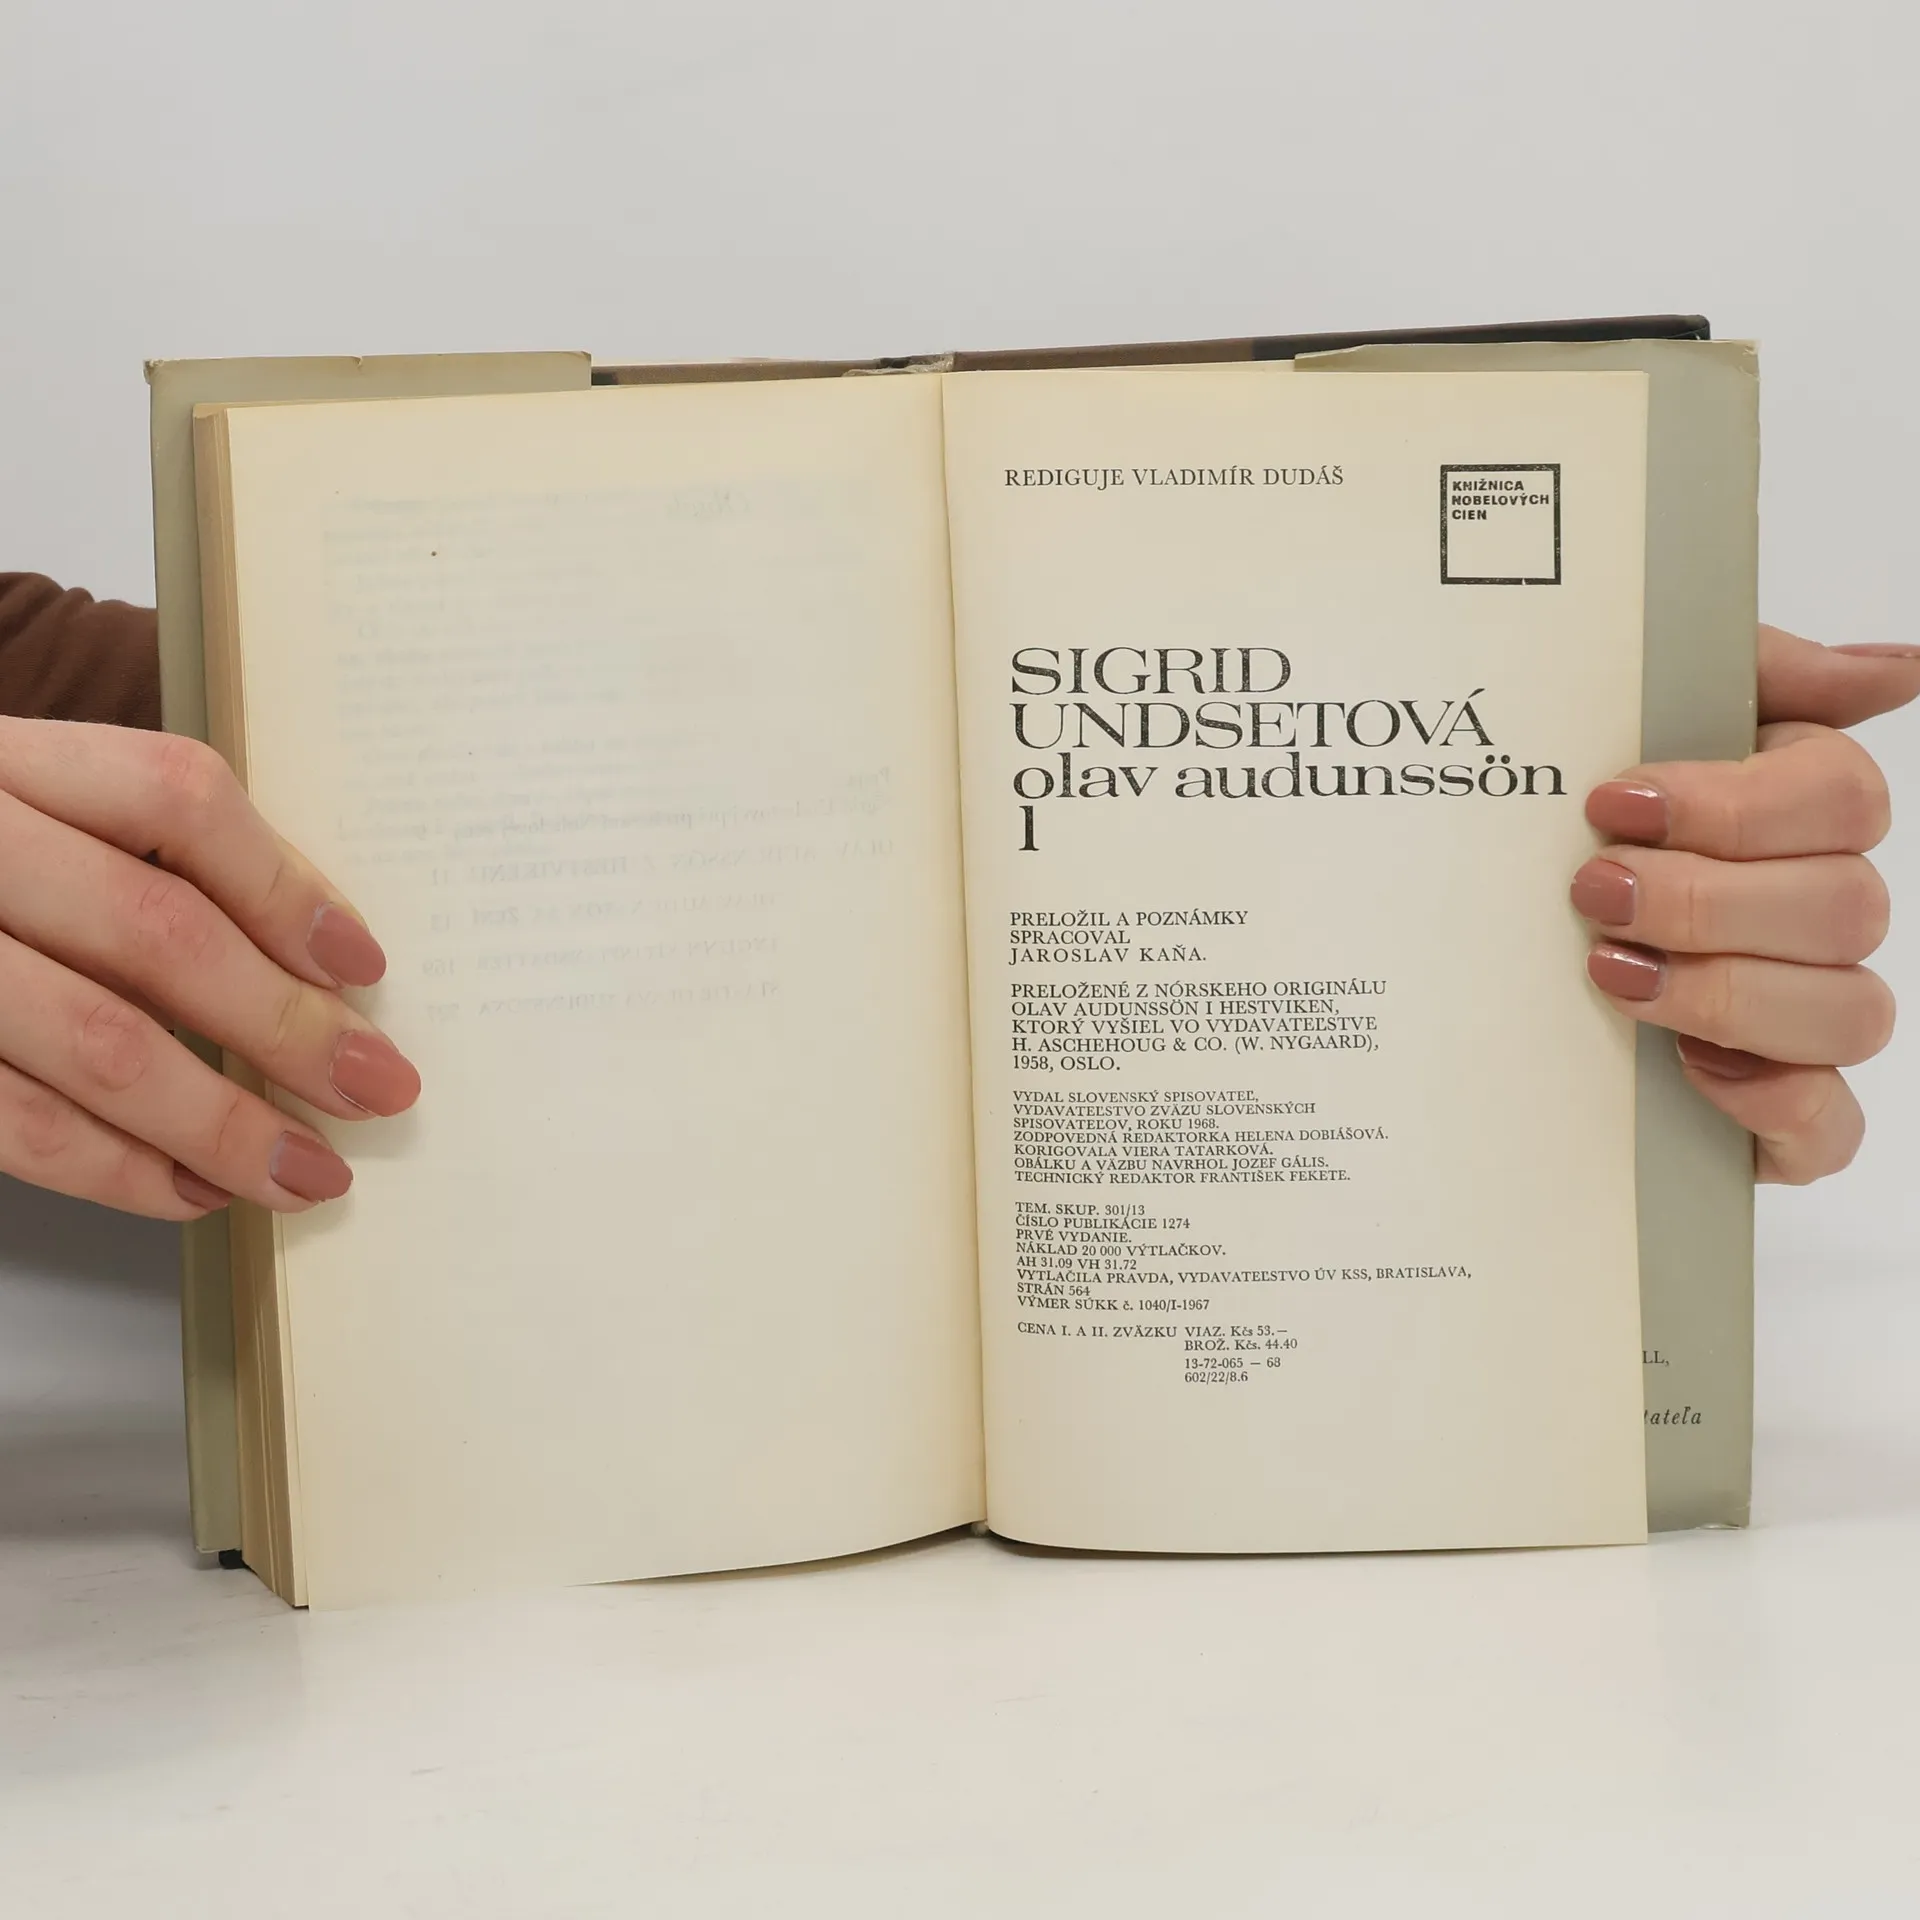 REDIGUJE VLADIMÍR DUDÁŠ
KNIŽNICA
NOBELOVÝCH
CIEN
SIGRID
UNDSETOVÁ
olav audunssön
1
PRELOŽIL A POZNÁMKY
SPRACOVAL
JAROSLAV KAŇA.
PRELOŽENÉ Z NÓRSKEHO ORIGINÁLU
OLAV AUDUNSSÖN I HESTVIKEN,
KTORÝ VYŠIEL VO VYDAVATEĽSTVE
H. ASCHEHOUG & CO. (W. NYGAARD),
1958, OSLO.
VYDAL SLOVENSKÝ SPISOVATEĽ,
VYDAVATEĽSTVO ZVÄZU SLOVENSKÝCH
SPISOVATEĽOV, ROKU 1968.
ZODPOVEDNÁ REDAKTORKA HELENA DOBIÁŠOVÁ.
KORIGOVALA VIERA TATARKOVÁ.
OBÁLKU A VÄZBU NAVRHOL JOZEF GÁLIS.
TECHNICKÝ REDAKTOR FRANTIŠEK FEKETE.
TEM. SKUP. 301/13
ČÍSLO PUBLIKÁCIE 1274
PRVÉ VYDANIE.
NÁKLAD 20 000 VÝTLAČKOV.
AH 31.09 VH 31.72
VYTLAČILA PRAVDA, VYDAVATEĽSTVO ÚV KSS, BRATISLAVA,
STRÁN 564
VÝMER SÚKK č. 1040/I-1967
CENA I. A II. ZVÄZKU VIAZ. Kčs 53.—
BROŽ. Kčs. 44.40
13-72-065 — 68
602/22/8.6
LL,
tateľa